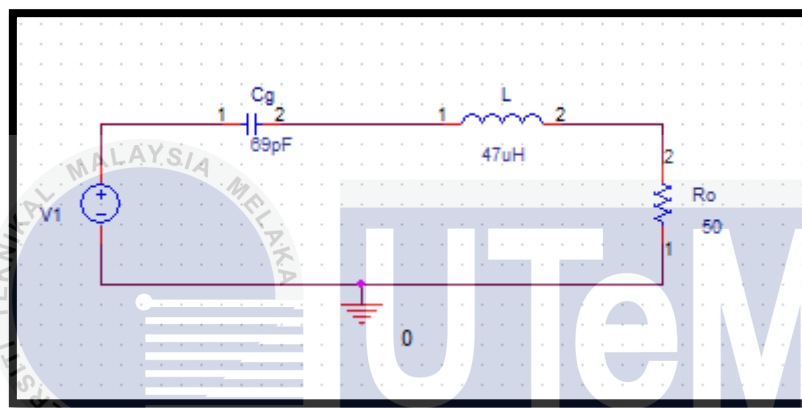 Cg
1 2
69pF
L
1 2
47uH
V1
2
Ro
50
1
0
UTeM
MALAYSIA MELAKA